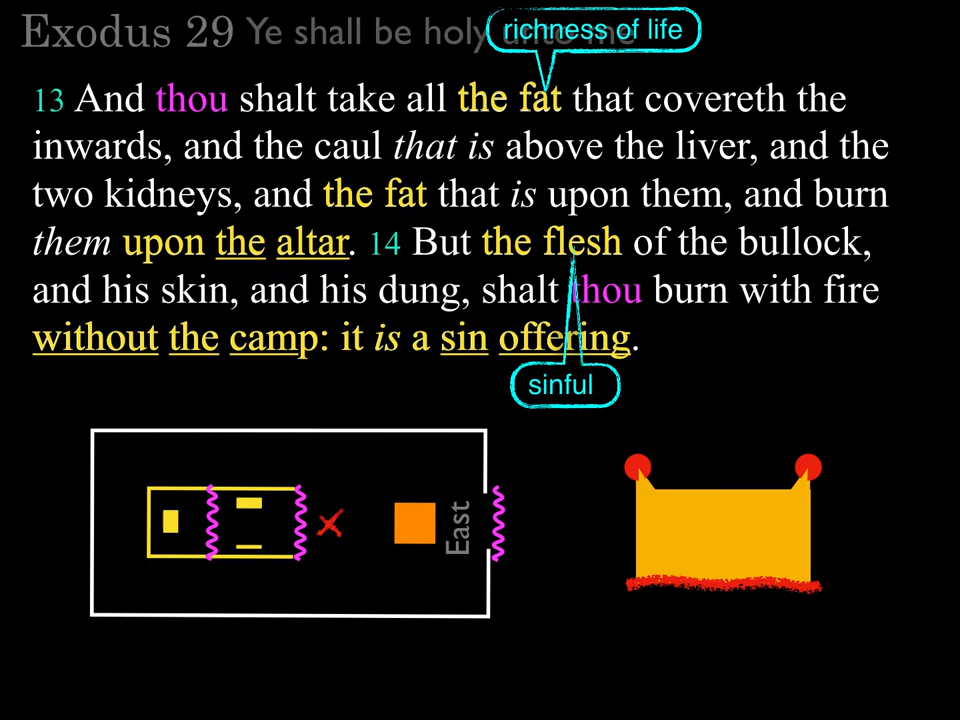 Exodus 29 Ye shall be holy unto me
richness of life
13 And thou shalt take all the fat that covereth the
inwards, and the caul that is above the liver, and the
two kidneys, and the fat that is upon them, and burn
them upon the altar. 14 But the flesh of the bullock,
and his skin, and his dung, shalt thou burn with fire
without the camp: it is a sin offering.
sinful
East